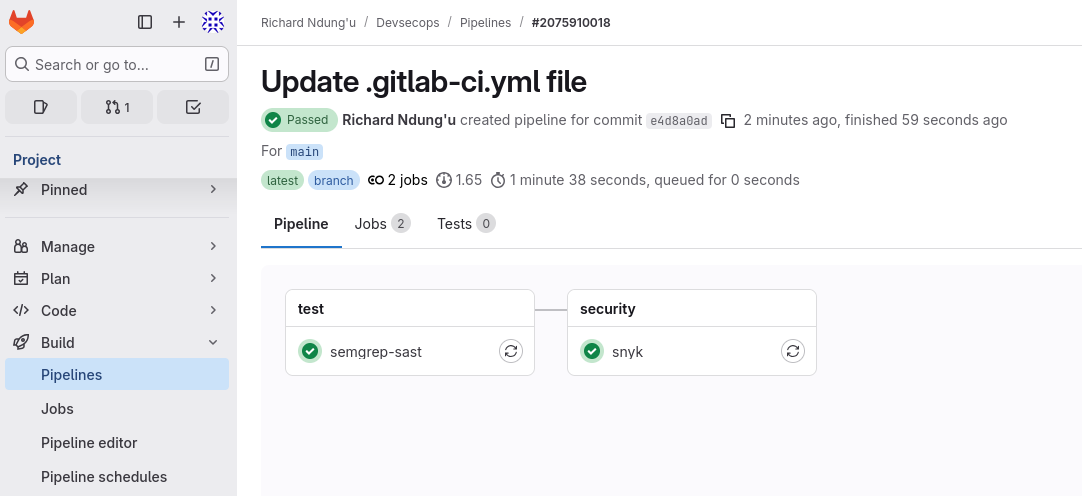 Richard Ndung'u / Devsecops / Pipelines / #2075910018
Search or go to... /
1
Project
Pinned
Manage
Plan
Code
Build
Pipelines
Jobs
Pipeline editor
Pipeline schedules
Update .gitlab-ci.yml file
Passed Richard Ndung'u created pipeline for commit e4d8a0ad 2 minutes ago, finished 59 seconds ago
For main
latest branch 2 jobs 1.65 1 minute 38 seconds, queued for 0 seconds
Pipeline Jobs 2 Tests 0
test security
semgrep-sast snyk